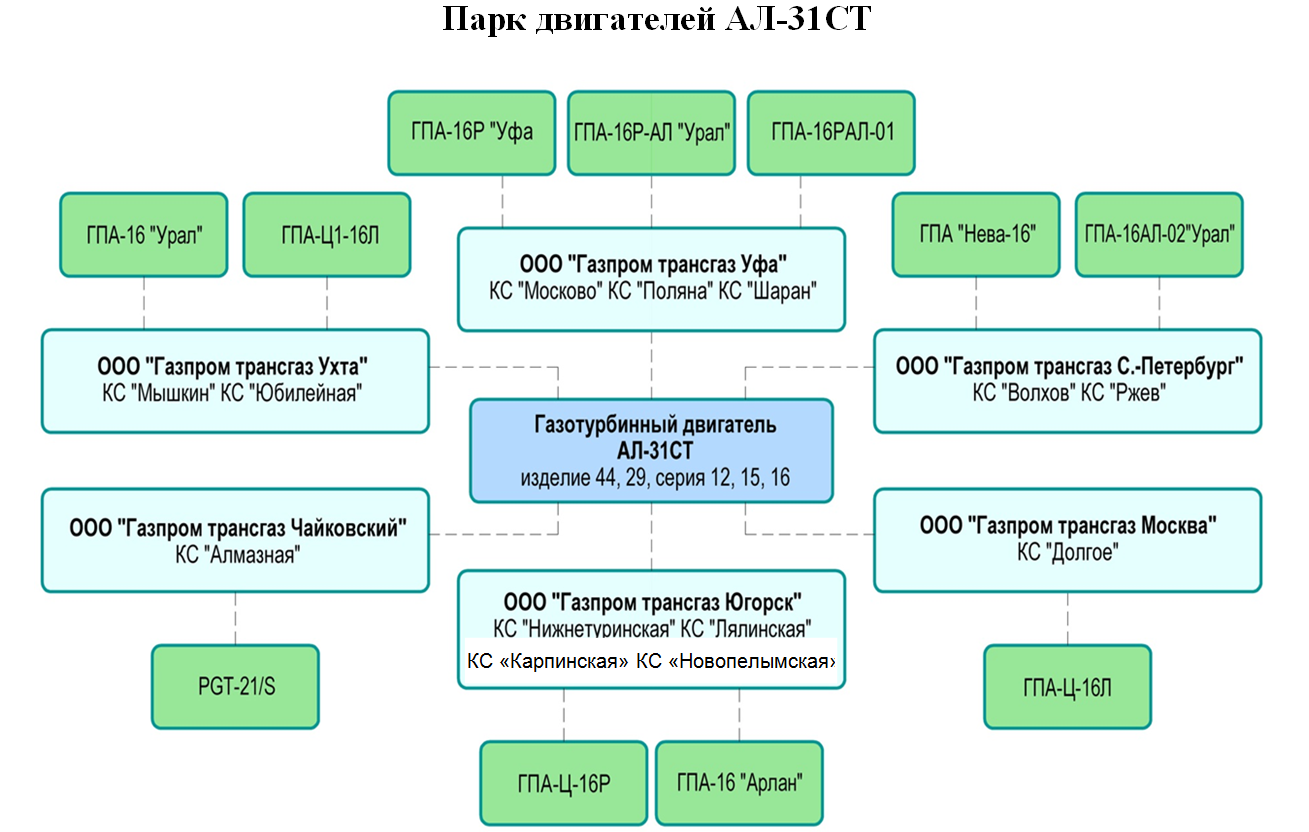 Парк двигателей АЛ-31СТ
ГПА-16Р "Уфа
ГПА-16Р-АЛ "Урал"
ГПА-16РАЛ-01
ГПА-16 "Урал"
ГПА-Ц1-16Л
ГПА "Нева-16"
ГПА-16АЛ-02"Урал"
ООО "Газпром трансгаз Уфа"
КС "Москово" КС "Поляна" КС "Шаран"
ООО "Газпром трансгаз Ухта"
КС "Мышкин" КС "Юбилейная"
ООО "Газпром трансгаз С.-Петербург"
КС "Волхов" КС "Ржев"
Газотурбинный двигатель
АЛ-31СТ
изделие 44, 29, серия 12, 15, 16
ООО "Газпром трансгаз Чайковский"
КС "Алмазная"
ООО "Газпром трансгаз Москва"
КС "Долгое"
ООО "Газпром трансгаз Югорск"
КС "Нижнетуринская" КС "Лялинская"
КС «Карпинская» КС «Новопелымская»
PGT-21/S
ГПА-Ц-16Л
ГПА-Ц-16Р
ГПА-16 "Арлан"